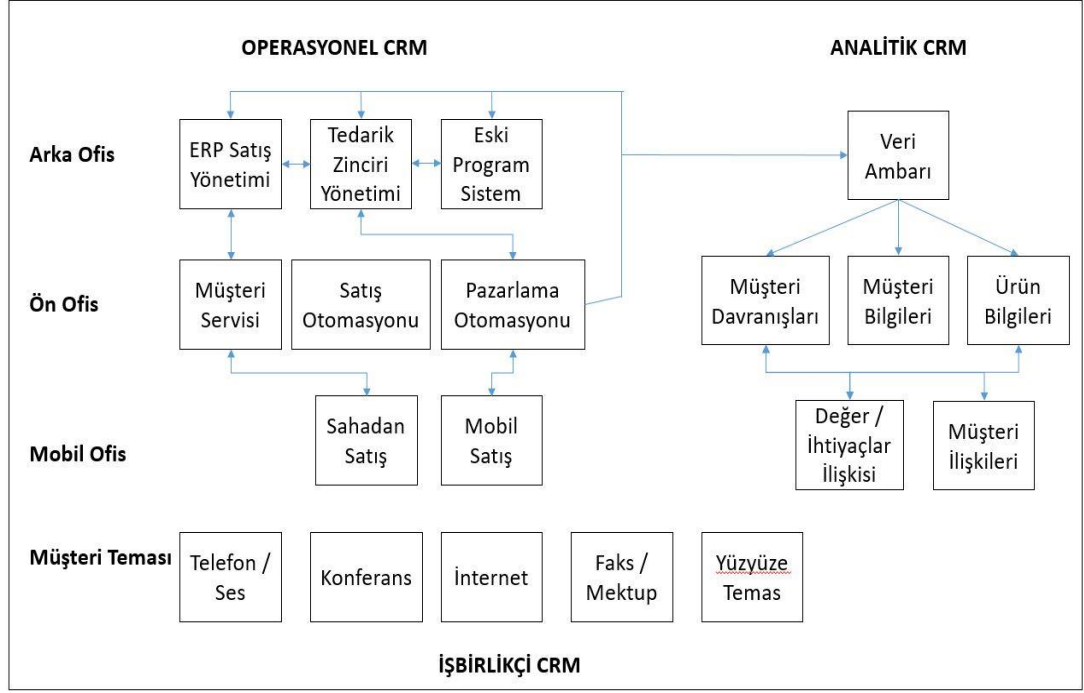 OPERASYONEL CRM
ANALİTİK CRM
Arka Ofis
ERP Satış
Yönetimi
Tedarik
Zinciri
Yönetimi
Eski
Program
Sistem
Veri
Ambarı
Ön Ofis
Müşteri
Servisi
Satış
Otomasyonu
Pazarlama
Otomasyonu
Müşteri
Davranışları
Müşteri
Bilgileri
Ürün
Bilgileri
Mobil Ofis
Sahadan
Satış
Mobil
Satış
Değer /
İhtiyaçlar
İlişkisi
Müşteri
İlişkileri
Müşteri Teması
Telefon /
Ses
Konferans
İnternet
Faks /
Mektup
Yüzyüze
Temas
İŞBİRLİKÇİ CRM